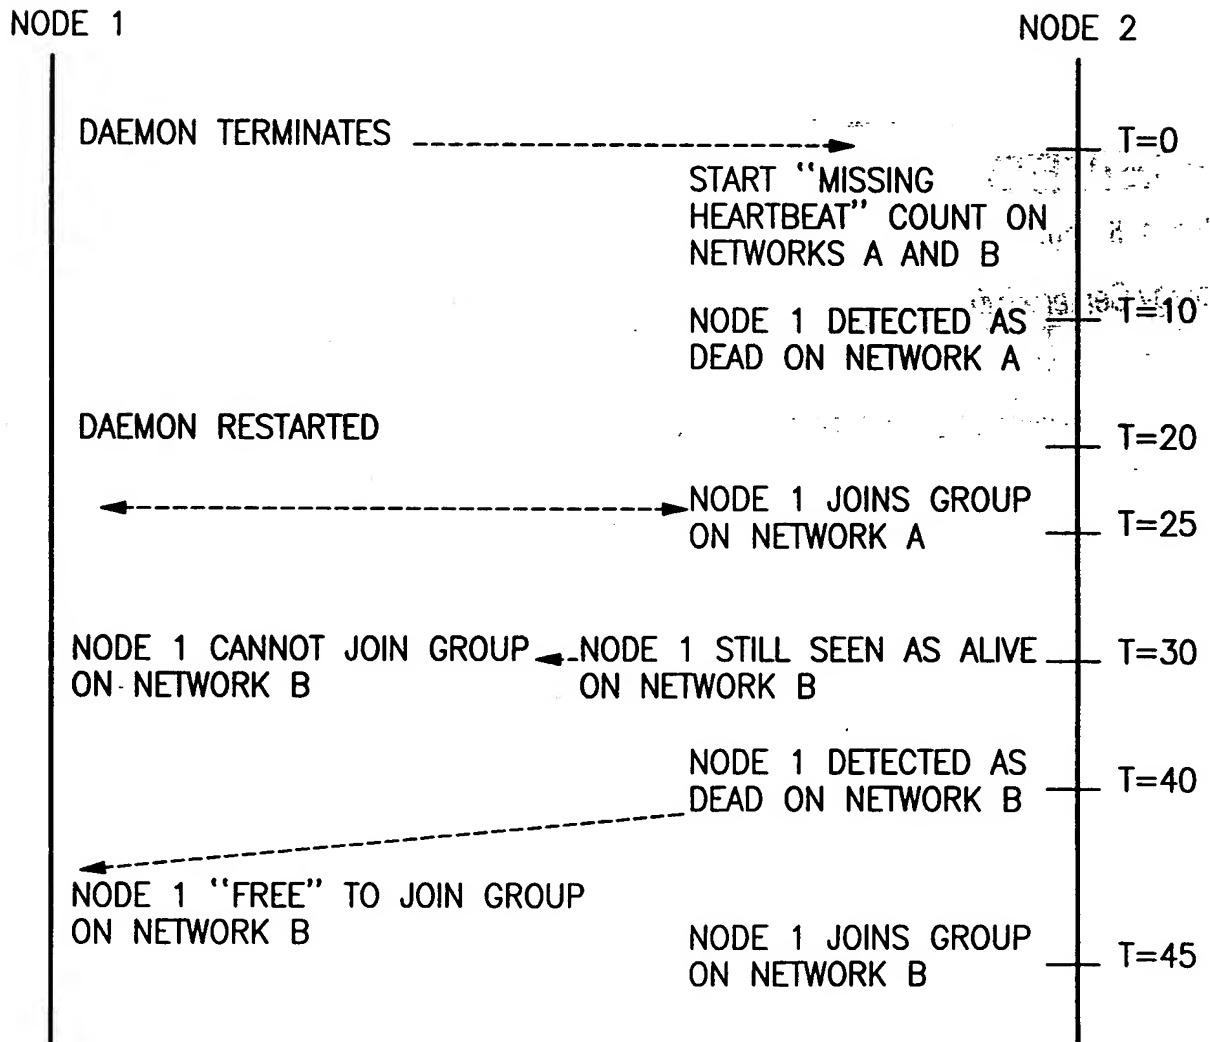 NODE 1
NODE 2
DAEMON TERMINATES
T=0
START "MISSING
HEARTBEAT" COUNT ON
NETWORKS A AND B
T=10
NODE 1 DETECTED AS
DEAD ON NETWORK A
DAEMON RESTARTED
T=20
NODE 1 JOINS GROUP
ON NETWORK A
T=25
NODE 1 CANNOT JOIN GROUP
ON NETWORK B
NODE 1 STILL SEEN AS ALIVE
ON NETWORK B
T=30
NODE 1 DETECTED AS
DEAD ON NETWORK B
T=40
NODE 1 "FREE" TO JOIN GROUP
ON NETWORK B
NODE 1 JOINS GROUP
ON NETWORK B
T=45